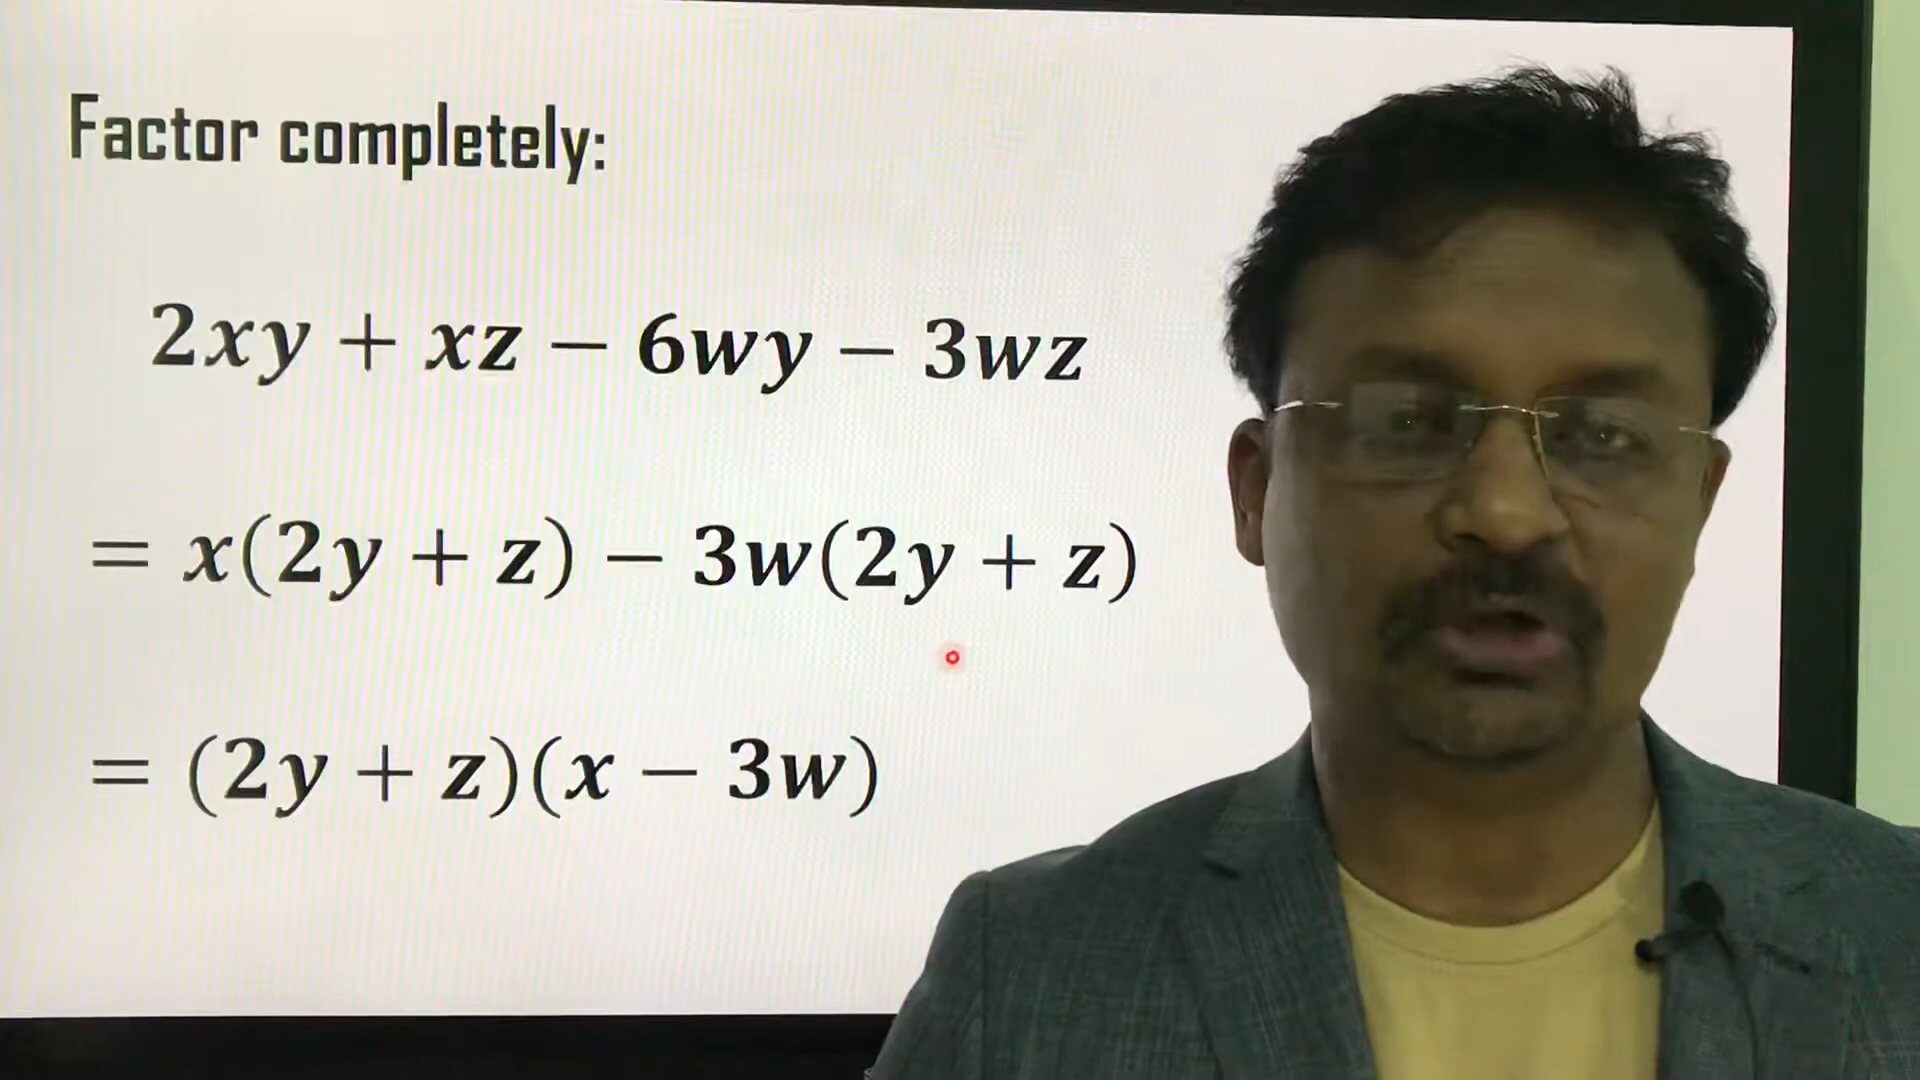 Factor completely:
2xy + xz − 6wy − 3wz
= x(2y + z) − 3w(2y + z)
= (2y + z)(x − 3w)